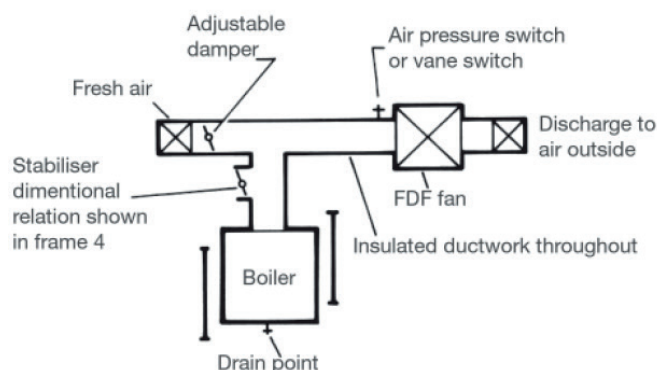 Adjustable
damper
Air pressure switch
or vane switch
Fresh air
Discharge to
air outside
Stabiliser
dimentional
relation shown
in frame 4
FDF fan
Insulated ductwork throughout
Boiler
Drain point